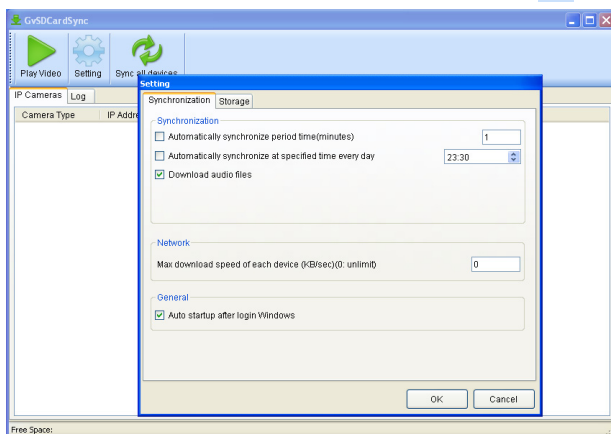 GvSDCardSync
Play Video Setting Sync all devices
IP Cameras Log
Camera Type IP Addre
Setting
Synchronization Storage
Synchronization
Automatically synchronize period time(minutes) 1
Automatically synchronize at specified time every day 23:30
Download audio files
Network
Max download speed of each device (KB/sec)(0: unlimit) 0
General
Auto startup after login Windows
OK Cancel
Free Space: